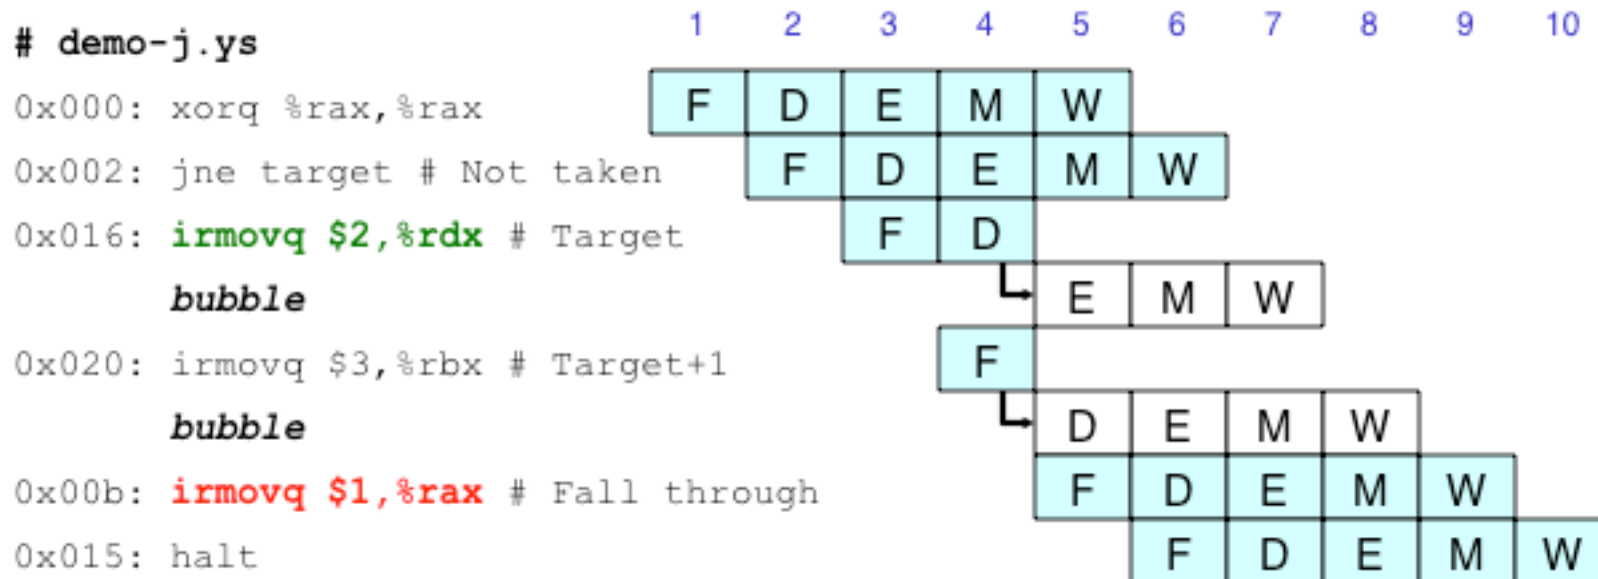 1 2 3 4 5 6 7 8 9 10
# demo-j.ys
0x000: xorq %rax,%rax F D E M W
0x002: jne target # Not taken F D E M W
0x016: irmovq $2,%rdx # Target F D
bubble E M W
0x020: irmovq $3,%rbx # Target+1 F
bubble D E M W
0x00b: irmovq $1,%rax # Fall through F D E M W
0x015: halt F D E M W